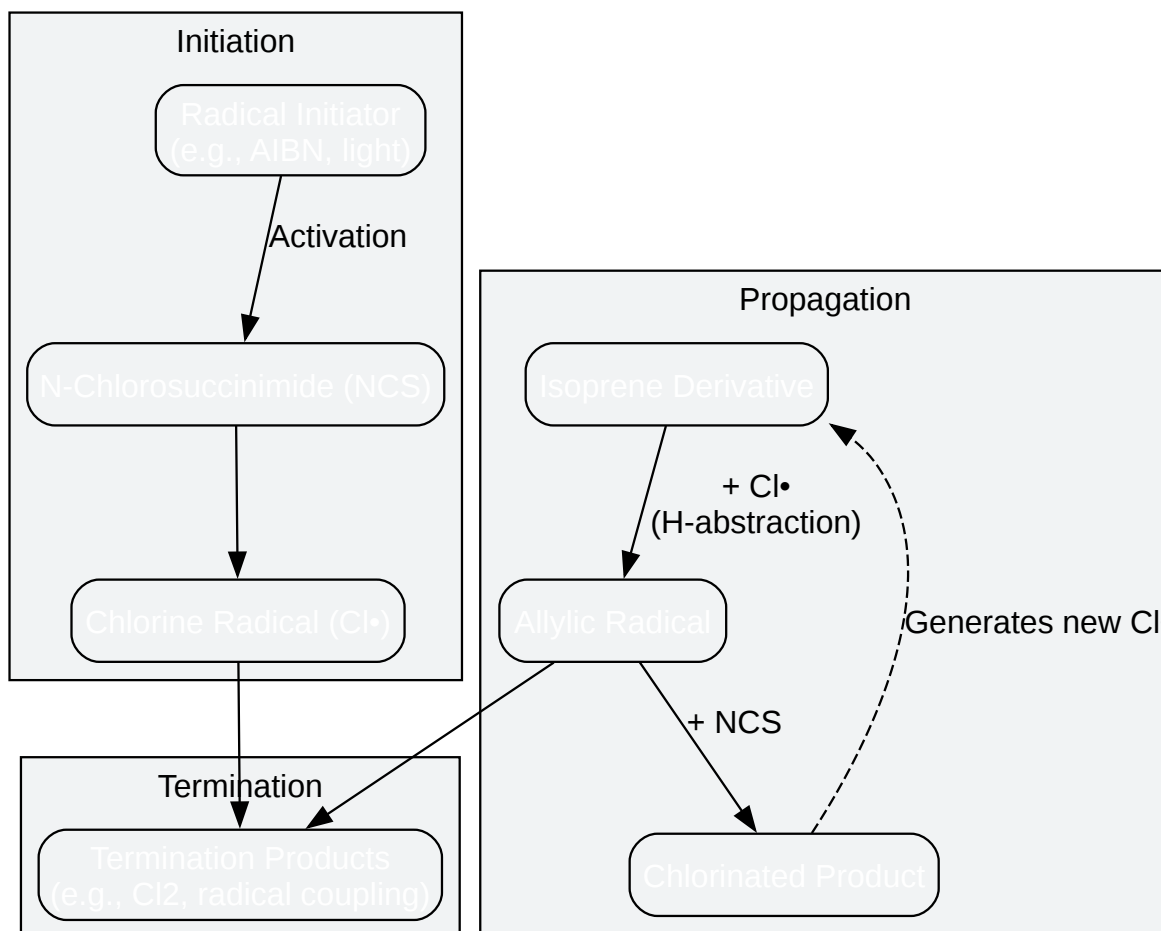 Initiation
Radical Initiator
(e.g., AIBN, light)
Activation
N-Chlorosuccinimide (NCS)
Chlorine Radical (Cl•)
Propagation
Isoprene Derivative
+ Cl•
(H-abstraction)
Allylic Radical
Generates new Cl
+ NCS
Chlorinated Product
Termination
Termination Products
(e.g., Cl2, radical coupling)